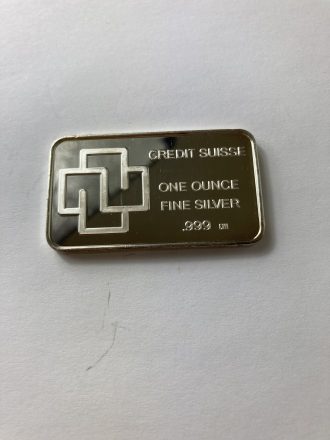 CREDIT SUISSE
ONE OUNCE
FINE SILVER
.999